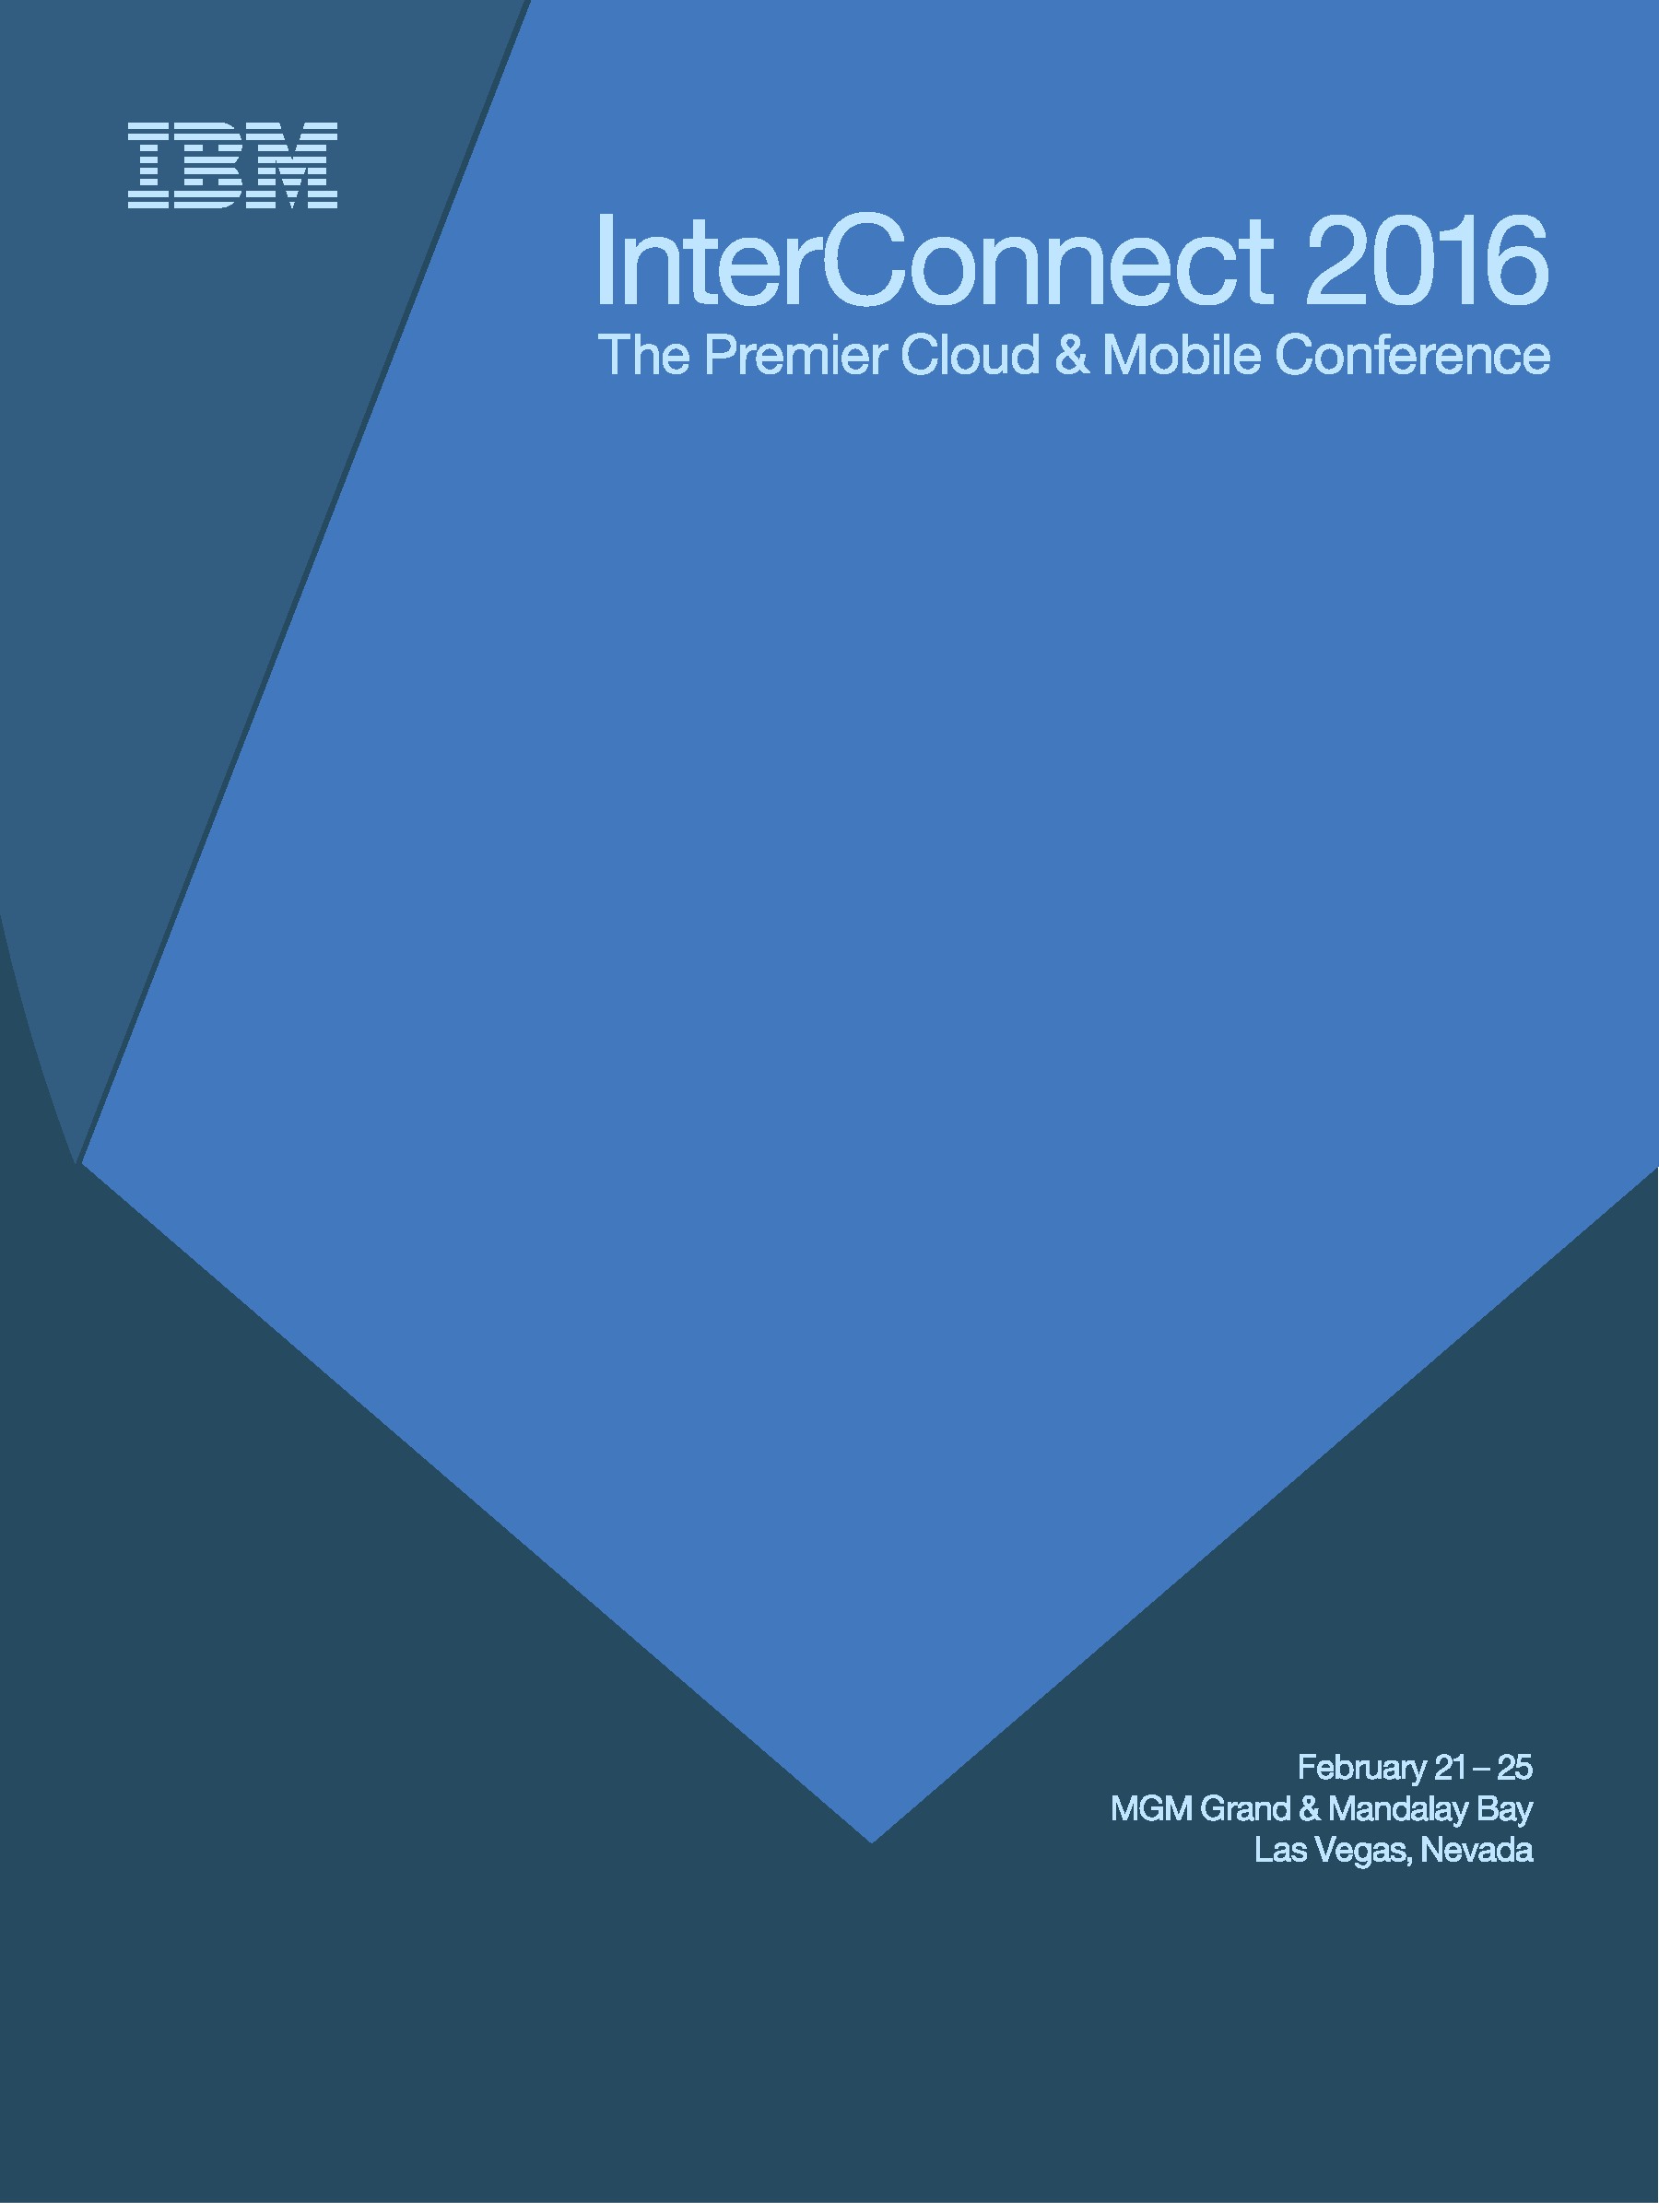 IBM
InterConnect 2016
The Premier Cloud & Mobile Conference
February 21 – 25
MGM Grand & Mandalay Bay
Las Vegas, Nevada